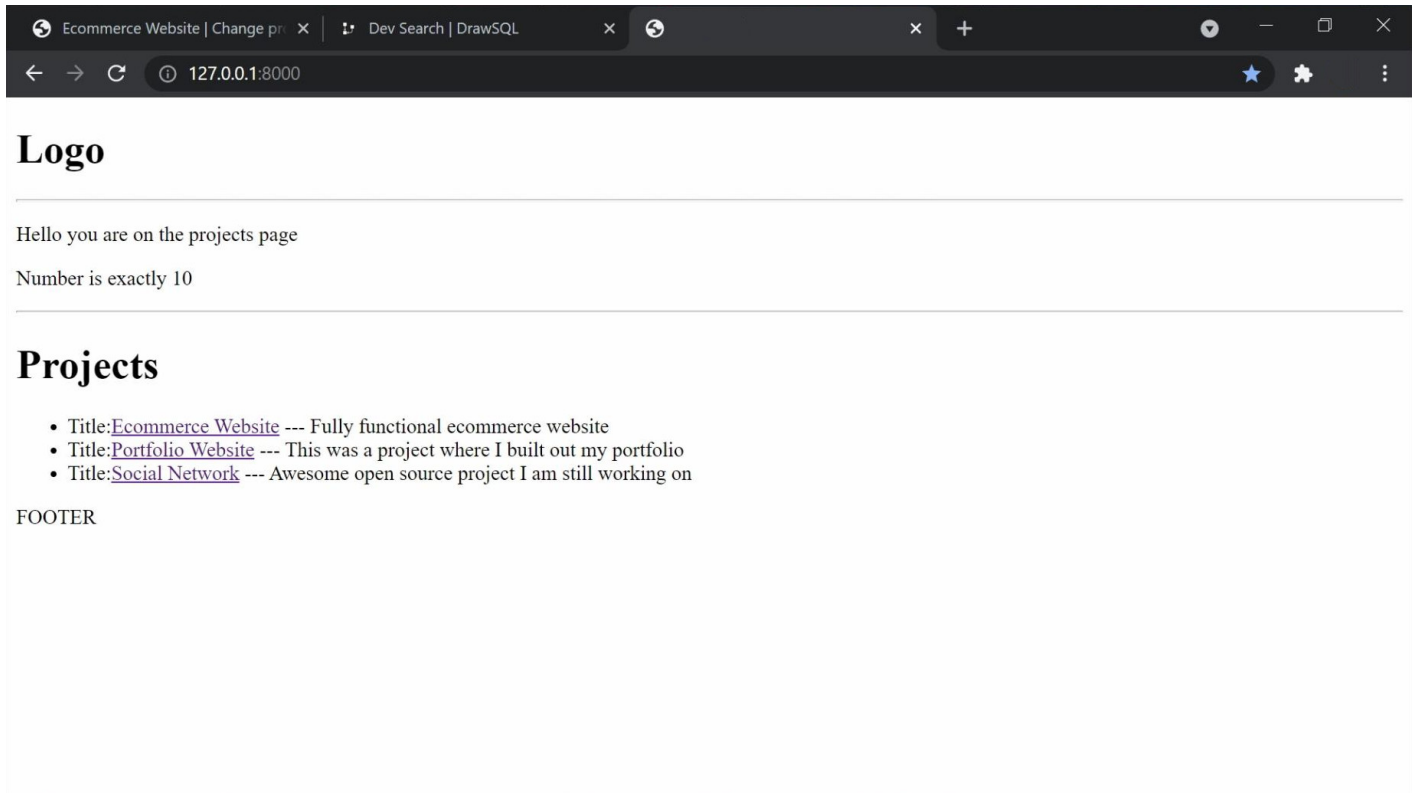 Ecommerce Website | Change pr
Dev Search | DrawSQL
127.0.0.1:8000
Logo
Hello you are on the projects page
Number is exactly 10
Projects
• Title:Ecommerce Website --- Fully functional ecommerce website
• Title:Portfolio Website --- This was a project where I built out my portfolio
• Title:Social Network --- Awesome open source project I am still working on
FOOTER